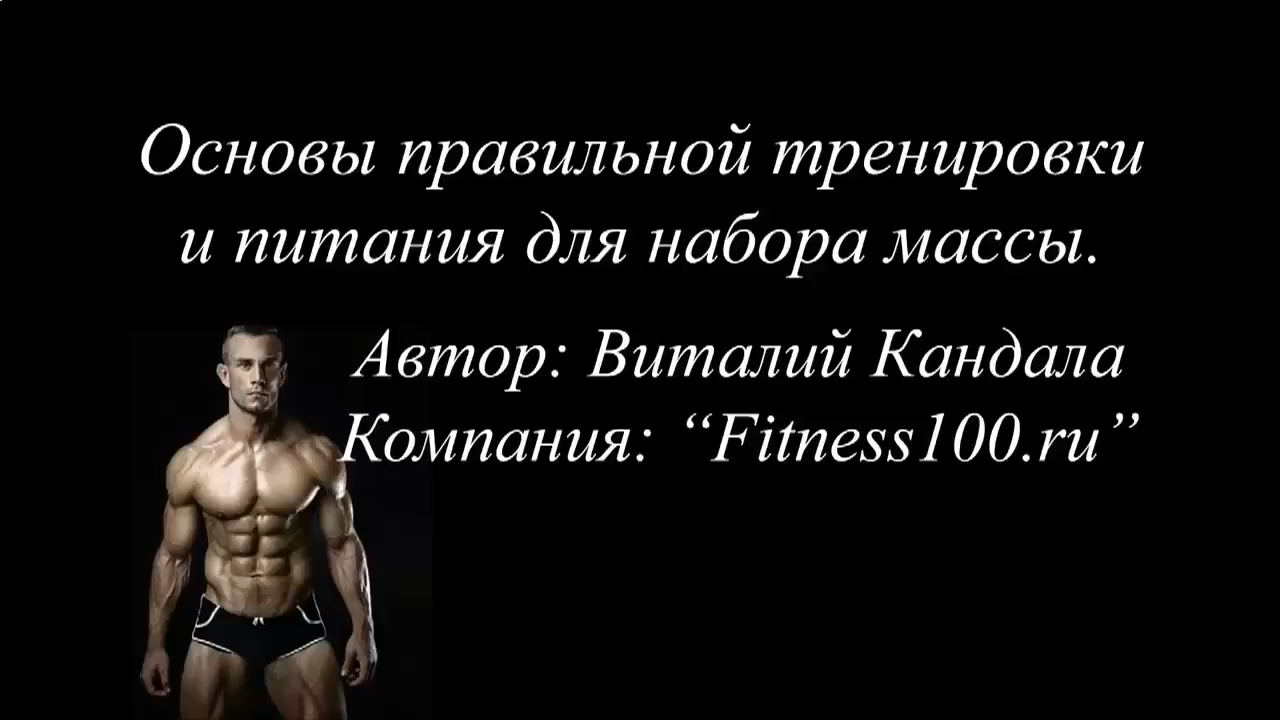 Основы правильной тренировки
и питания для набора массы.
Автор: Виталий Кандала
Компания: “Fitness100.ru”